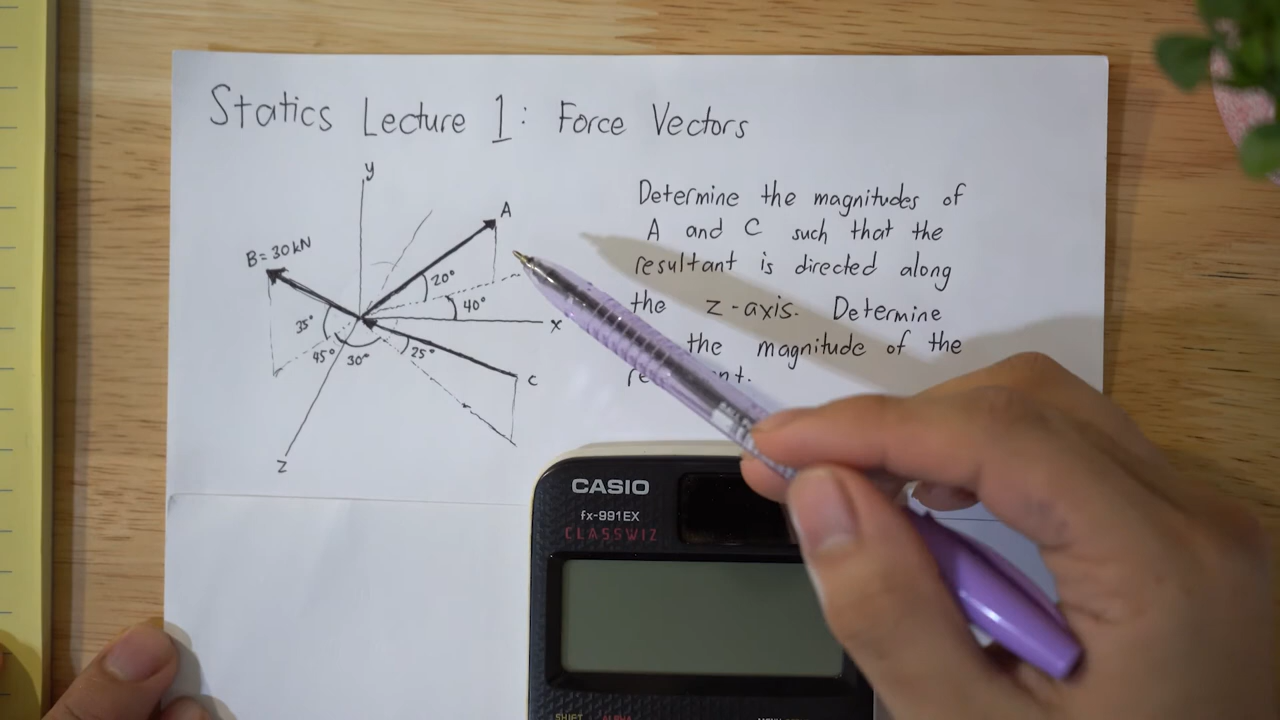 Statics Lecture 1: Force Vectors
y
A
B = 30 kN
20°
40°
x
35°
45°
30°
25°
C
z
Determine the magnitudes of
A and C such that the
resultant is directed along
the z-axis. Determine
the magnitude of the
CASIO
fx-991EX
CLASSWIZ
SHIFT